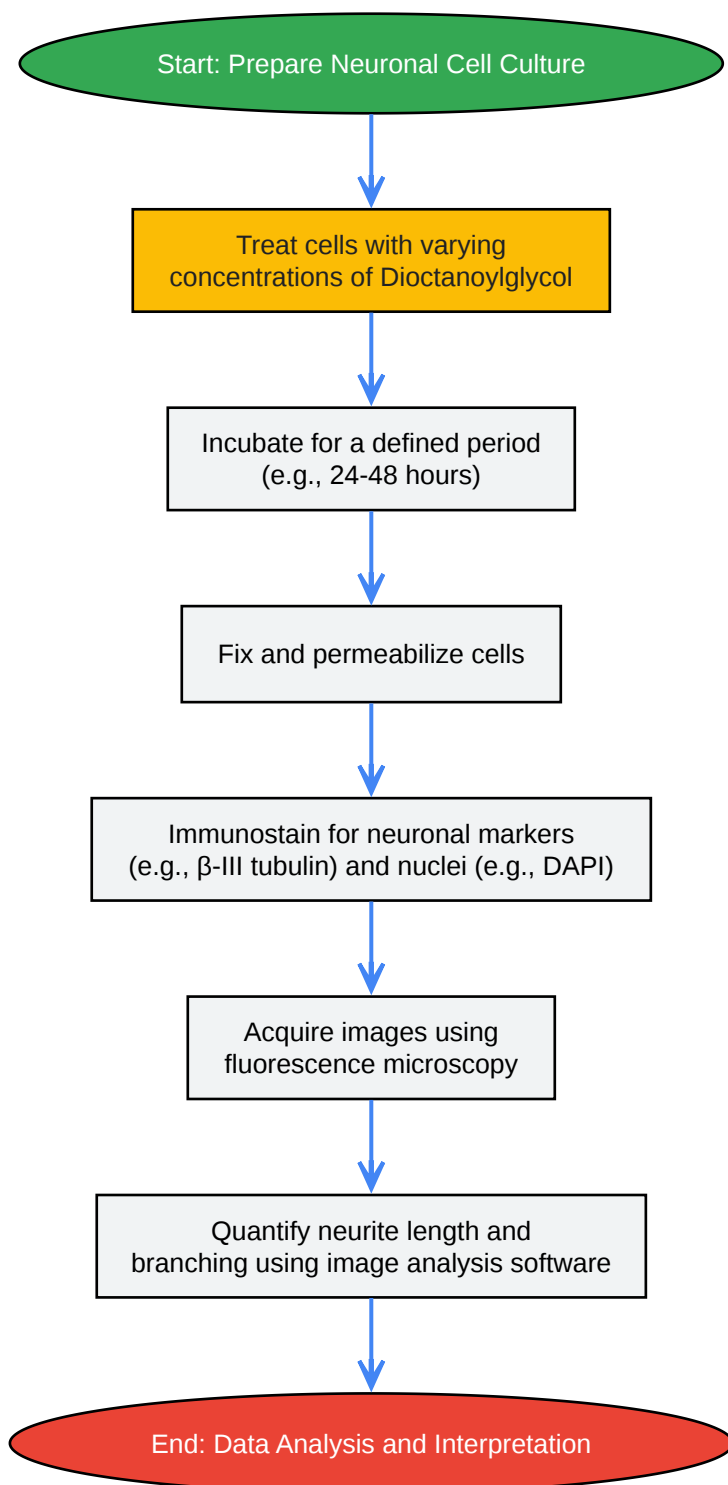 Start: Prepare Neuronal Cell Culture
Treat cells with varying
concentrations of Dioctanoylglycol
Incubate for a defined period
(e.g., 24-48 hours)
Fix and permeabilize cells
Immunostain for neuronal markers
(e.g., β-III tubulin) and nuclei (e.g., DAPI)
Acquire images using
fluorescence microscopy
Quantify neurite length and
branching using image analysis software
End: Data Analysis and Interpretation